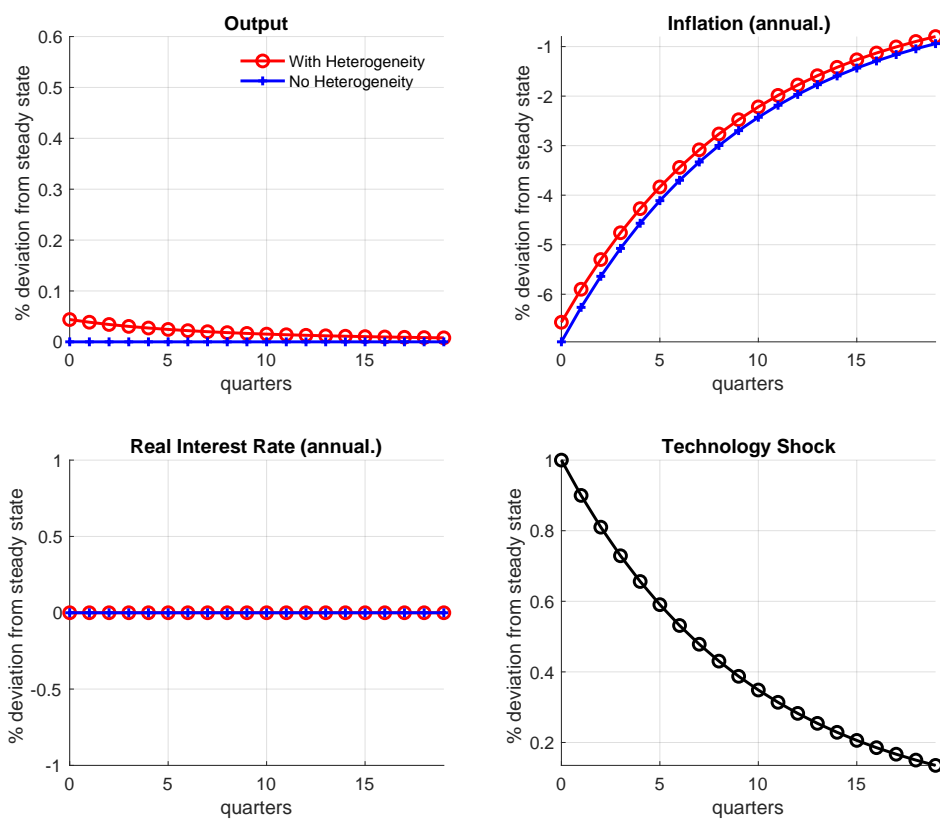 Output
% deviation from steady state
0.6
0.5
0.4
0.3
0.2
0.1
0
0 5 10 15
quarters
With Heterogeneity
No Heterogeneity
Inflation (annual.)
% deviation from steady state
-1
-2
-3
-4
-5
-6
0 5 10 15
quarters
Real Interest Rate (annual.)
% deviation from steady state
1
0.5
0
-0.5
-1
0 5 10 15
quarters
Technology Shock
% deviation from steady state
1
0.8
0.6
0.4
0.2
0 5 10 15
quarters